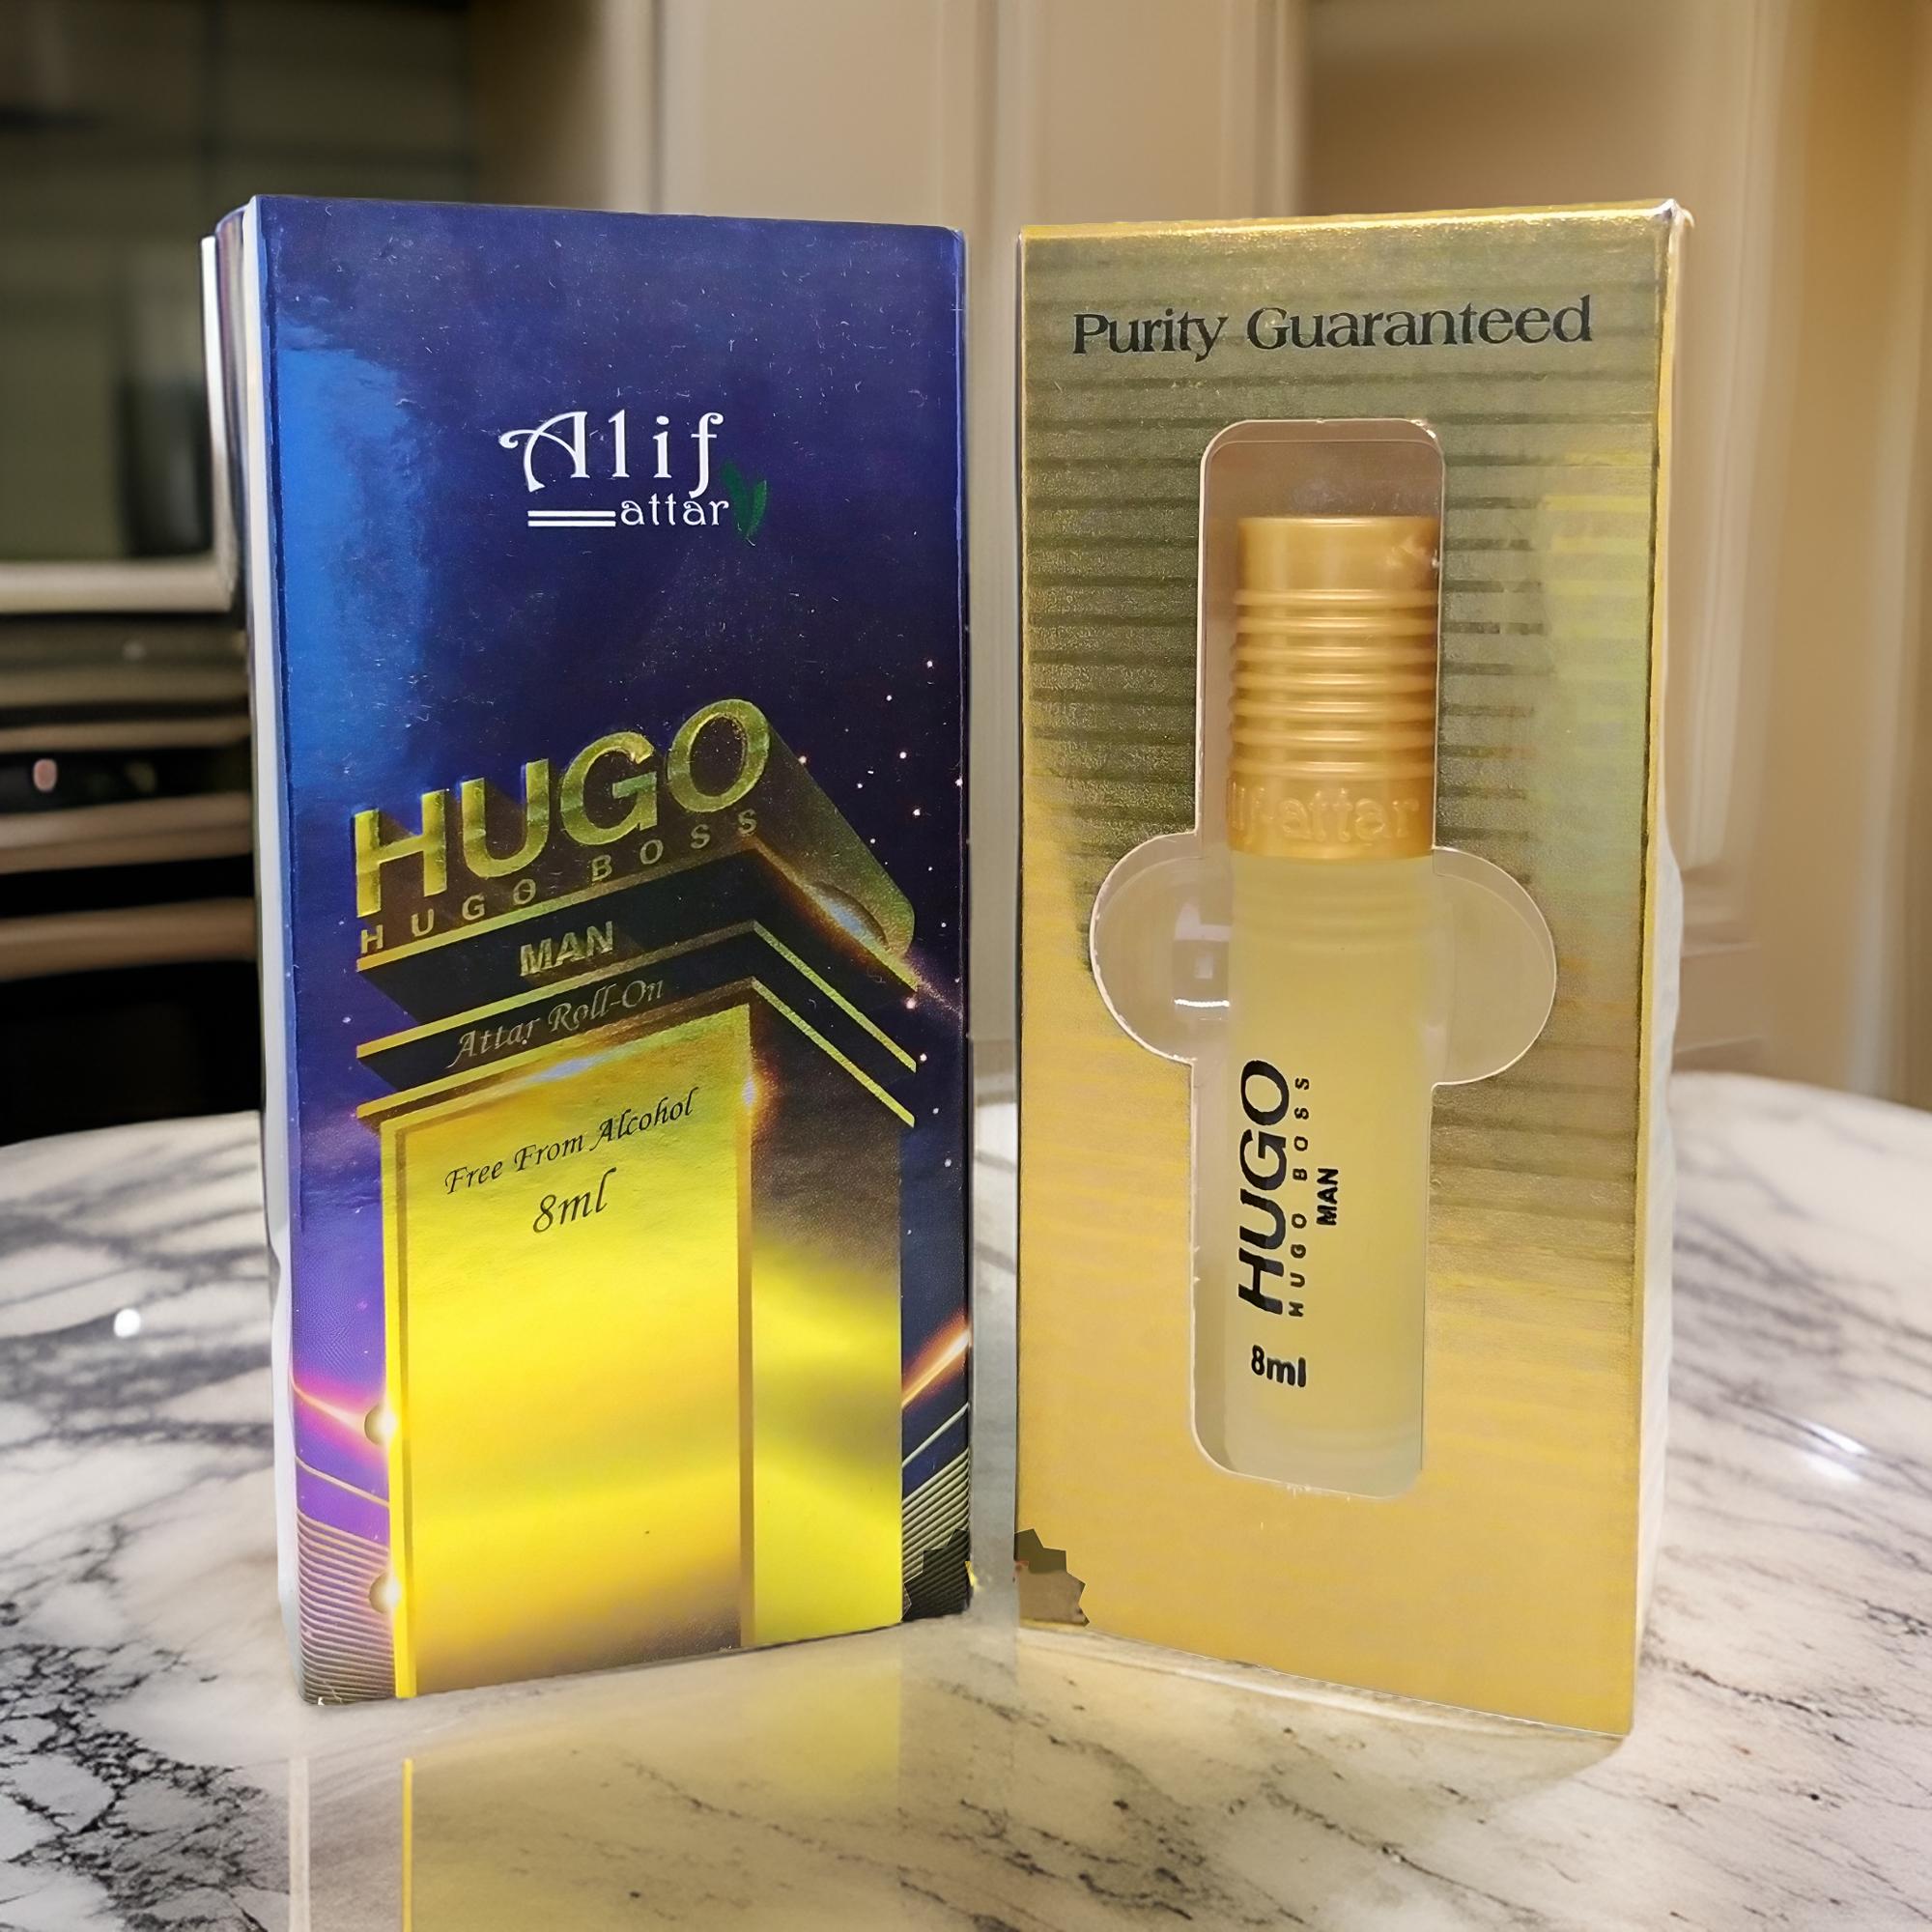 Alif
attar
HUGO
HUGO BOSS
MAN
Attar Roll-On
Free From Alcohol
8ml
Purity Guaranteed
attar
HUGO
HUGO BOSS
MAN
8ml